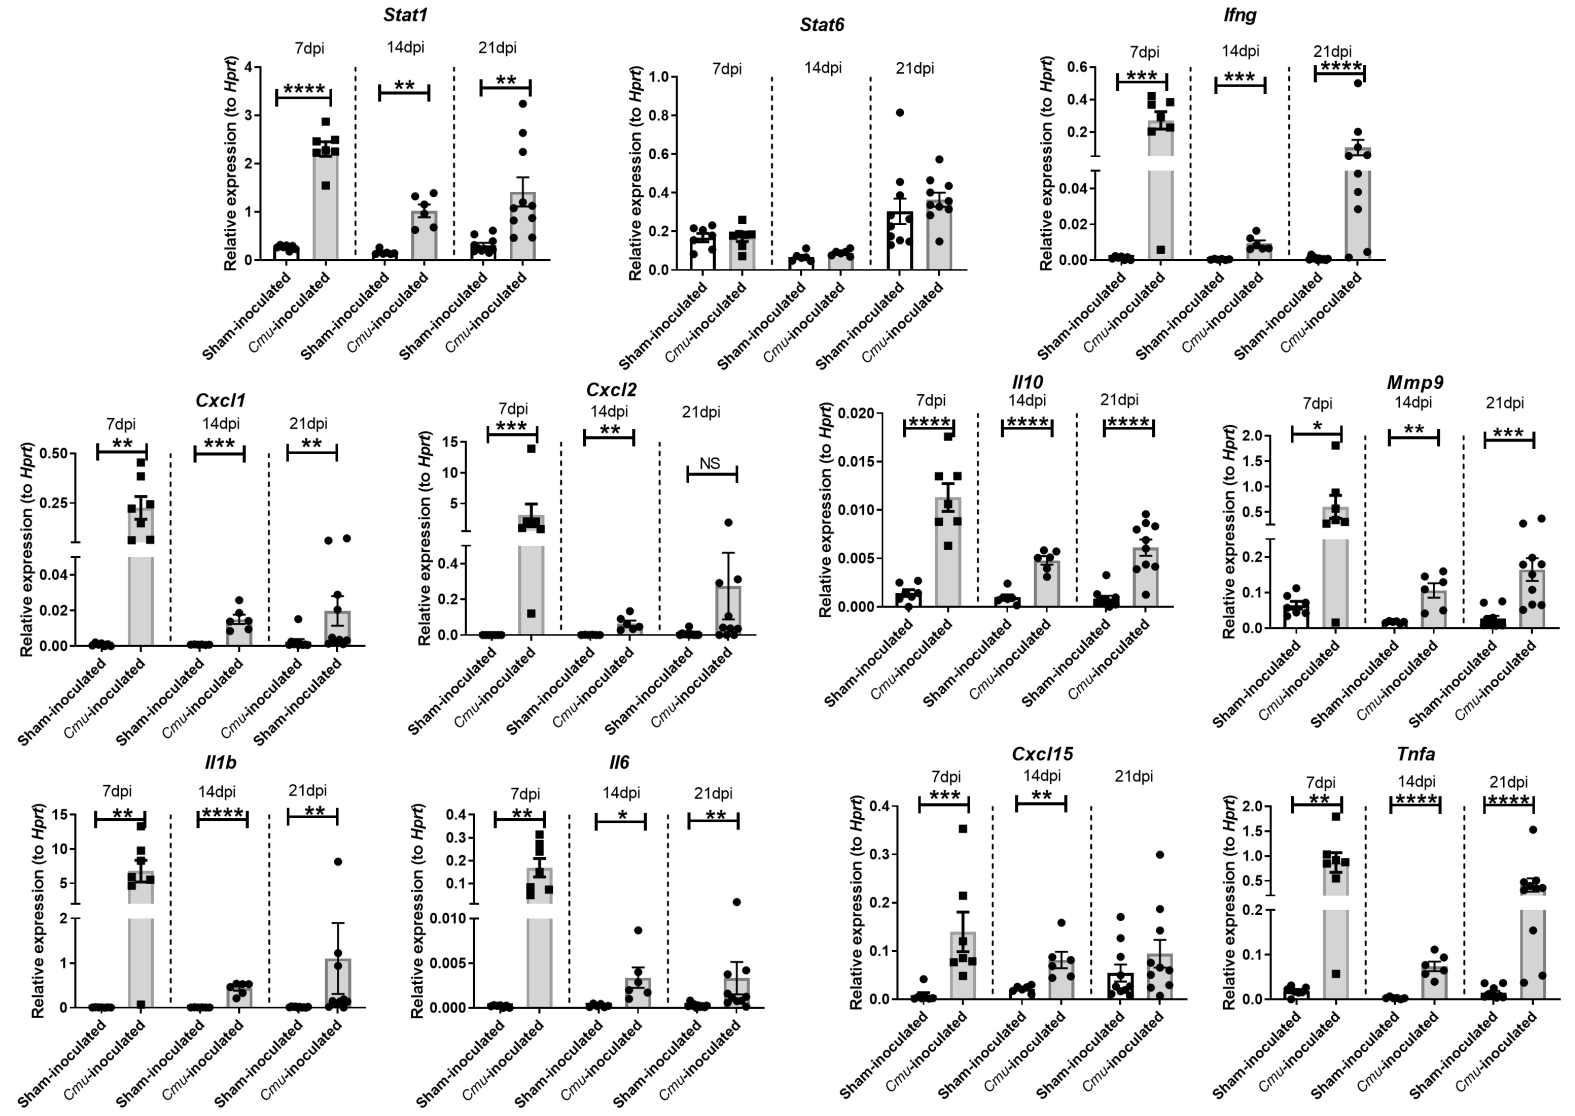 Stat1
7dpi
14dpi
21dpi
Relative expression (to Hprt)
4
3
2
1
0
****
**
**
Sham-inoculated
Cmu-inoculated
Sham-inoculated
Cmu-inoculated
Sham-inoculated
Cmu-inoculated
Stat6
7dpi
14dpi
21dpi
Relative expression (to Hprt)
1.0
0.8
0.6
0.4
0.2
0.0
Sham-inoculated
Cmu-inoculated
Sham-inoculated
Cmu-inoculated
Sham-inoculated
Cmu-inoculated
Ifng
7dpi
14dpi
21dpi
Relative expression (to Hprt)
0.6
0.4
0.2
0.04
0.02
0.00
***
***
****
Sham-inoculated
Cmu-inoculated
Sham-inoculated
Cmu-inoculated
Sham-inoculated
Cmu-inoculated
Cxcl1
7dpi
14dpi
21dpi
Relative expression (to Hprt)
0.50
0.25
0.04
0.02
0.00
**
***
**
Sham-inoculated
Cmu-inoculated
Sham-inoculated
Cmu-inoculated
Cmu-inoculated
Sham-inoculated
Cxcl2
7dpi
14dpi
21dpi
Relative expression (to Hprt)
15
10
5
0.4
0.2
0.0
***
**
NS
Sham-inoculated
Cmu-inoculated
Sham-inoculated
Cmu-inoculated
Sham-inoculated
Cmu-inoculated
Il10
7dpi
14dpi
21dpi
Relative expression (to Hprt)
0.020
0.015
0.010
0.005
0.000
****
****
****
Sham-inoculated
Cmu-inoculated
Sham-inoculated
Cmu-inoculated
Sham-inoculated
Cmu-inoculated
Mmp9
7dpi
14dpi
21dpi
Relative expression (to Hprt)
2.0
1.5
1.0
0.5
0.2
0.1
0.0
*
**
***
Sham-inoculated
Cmu-inoculated
Sham-inoculated
Cmu-inoculated
Sham-inoculated
Cmu-inoculated
Il1b
7dpi
14dpi
21dpi
Relative expression (to Hprt)
15
10
5
2
1
0
**
****
**
Sham-inoculated
Cmu-inoculated
Sham-inoculated
Cmu-inoculated
Sham-inoculated
Cmu-inoculated
Il6
7dpi
14dpi
21dpi
Relative expression (to Hprt)
0.4
0.3
0.2
0.1
0.010
0.005
0.000
**
*
**
Sham-inoculated
Cmu-inoculated
Sham-inoculated
Cmu-inoculated
Sham-inoculated
Cmu-inoculated
Cxcl15
7dpi
14dpi
21dpi
Relative expression (to Hprt)
0.4
0.3
0.2
0.1
0.0
***
**
Sham-inoculated
Cmu-inoculated
Sham-inoculated
Cmu-inoculated
Sham-inoculated
Cmu-inoculated
Tnfa
7dpi
14dpi
21dpi
Relative expression (to Hprt)
2.0
1.5
1.0
0.5
0.2
0.1
0.0
**
****
****
Sham-inoculated
Cmu-inoculated
Sham-inoculated
Cmu-inoculated
Sham-inoculated
Cmu-inoculated